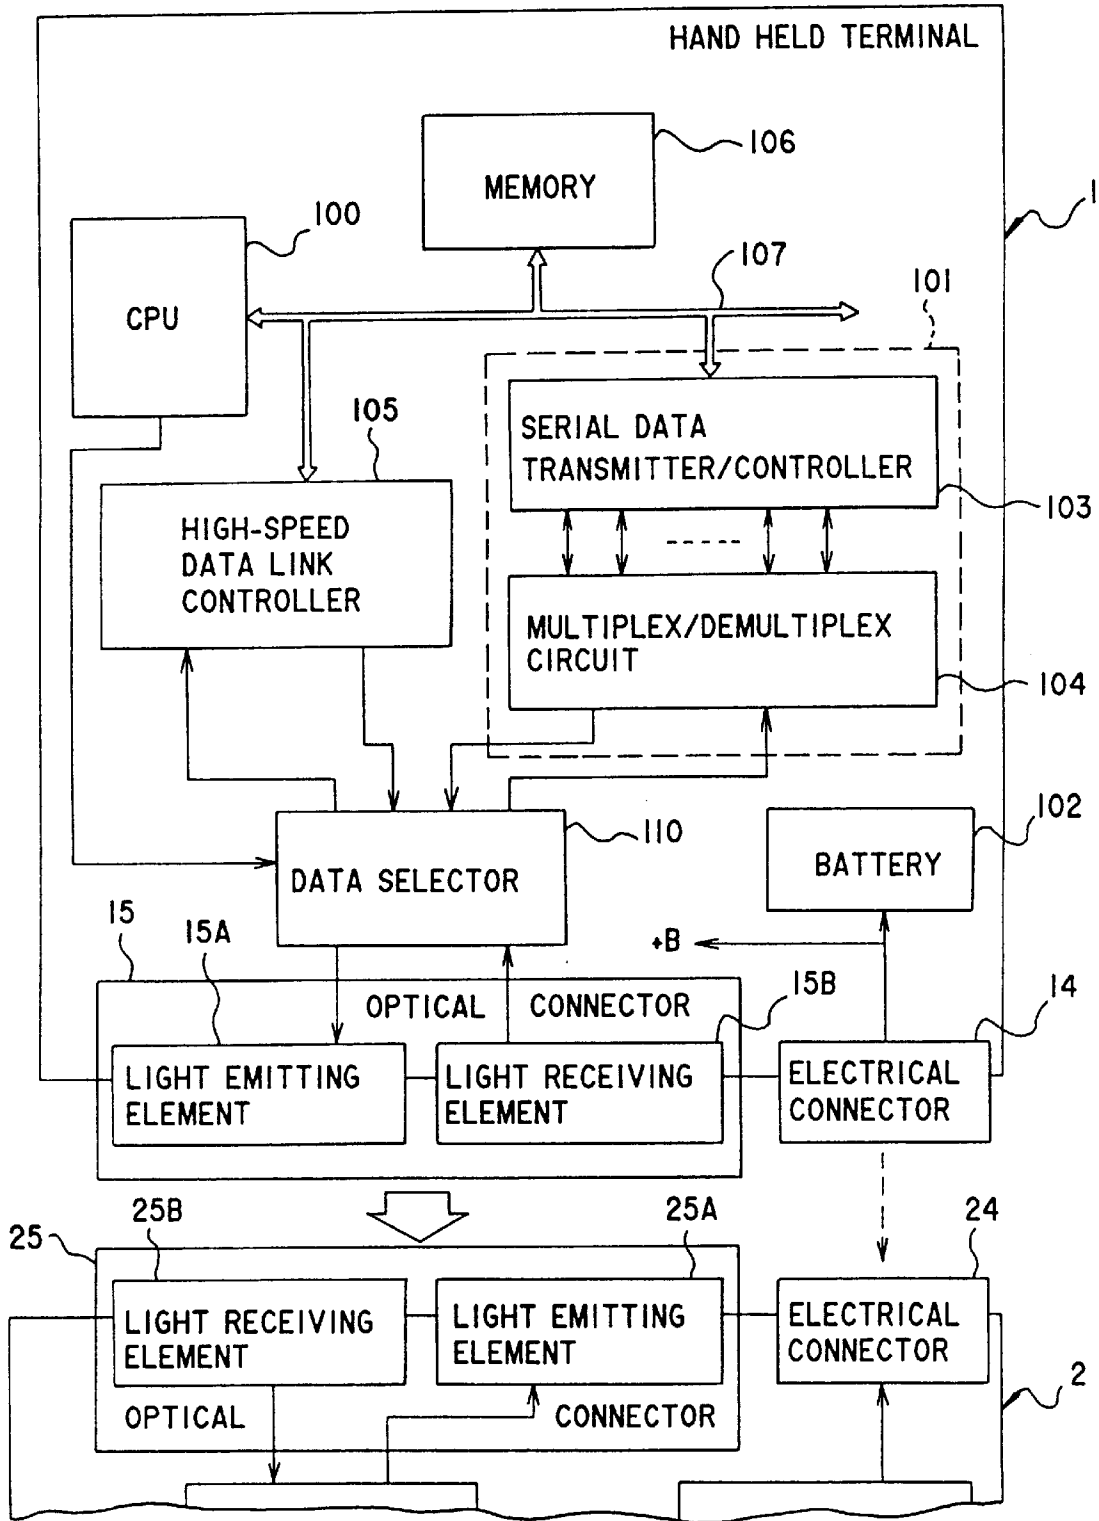 HAND HELD TERMINAL
106
MEMORY
1
100
107
101
CPU
105
SERIAL DATA
TRANSMITTER/CONTROLLER
103
HIGH-SPEED
DATA LINK
CONTROLLER
MULTIPLEX/DEMULTIPLEX
CIRCUIT
104
102
110
BATTERY
DATA SELECTOR
15
15A
+B
15B
14
OPTICAL CONNECTOR
LIGHT EMITTING
ELEMENT
LIGHT RECEIVING
ELEMENT
ELECTRICAL
CONNECTOR
25B
25A
24
25
LIGHT RECEIVING
ELEMENT
LIGHT EMITTING
ELEMENT
ELECTRICAL
CONNECTOR
2
OPTICAL CONNECTOR